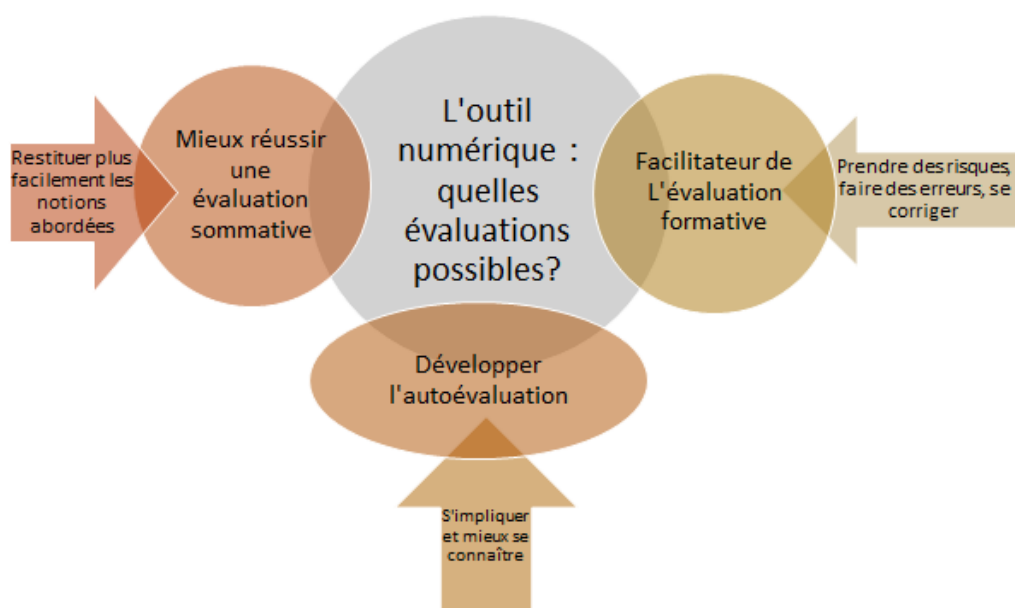 L'outil
numérique :
quelles
évaluations
possibles?
Mieux réussir
une
évaluation
sommative
Restituer plus
facilement les
notions
abordées
Facilitateur de
L'évaluation
formative
Prendre des risques,
faire des erreurs, se
corriger
Développer
l'autoévaluation
S'impliquer
et mieux se
connaître